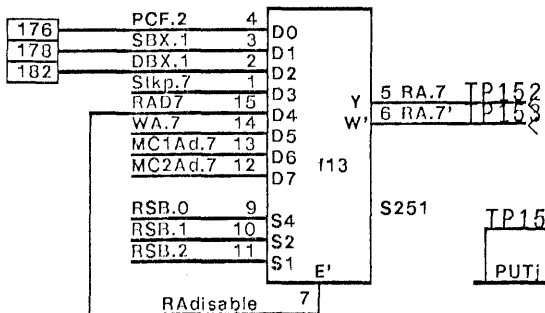 176 PCF.2 4 D0
178 SBX.1 3 D1
182 DBX.1 2 D2
Stkp.7 1 D3
RAD7 15 D4
WA.7 14 D5
MC1Ad.7 13 D6
MC2Ad.7 12 D7
Y 5 RA.7 TP152
W' 6 RA.7' TP153
f13
S251
RSB.0 9 S4
RSB.1 10 S2
RSB.2 11 S1
E'
RAdisable 7
TP15
PUTj